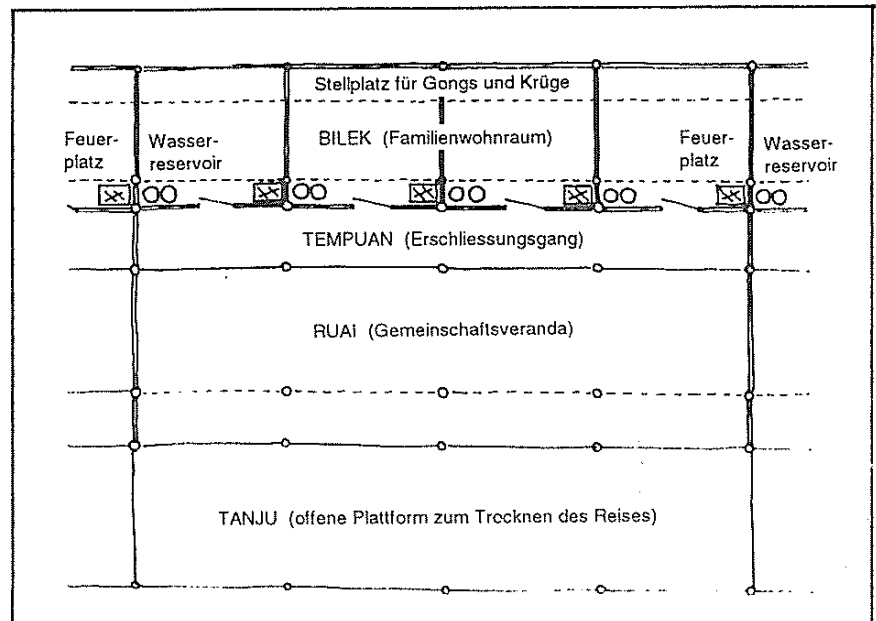 Stellplatz für Gongs und Krüge
Feuer-
platz
Wasser-
reservoir
BILEK (Familienwohnraum)
Feuer-
platz
Wasser-
reservoir
TEMPUAN (Erschliessungsgang)
RUAI (Gemeinschaftsveranda)
TANJU (offene Plattform zum Trocknen des Reises)